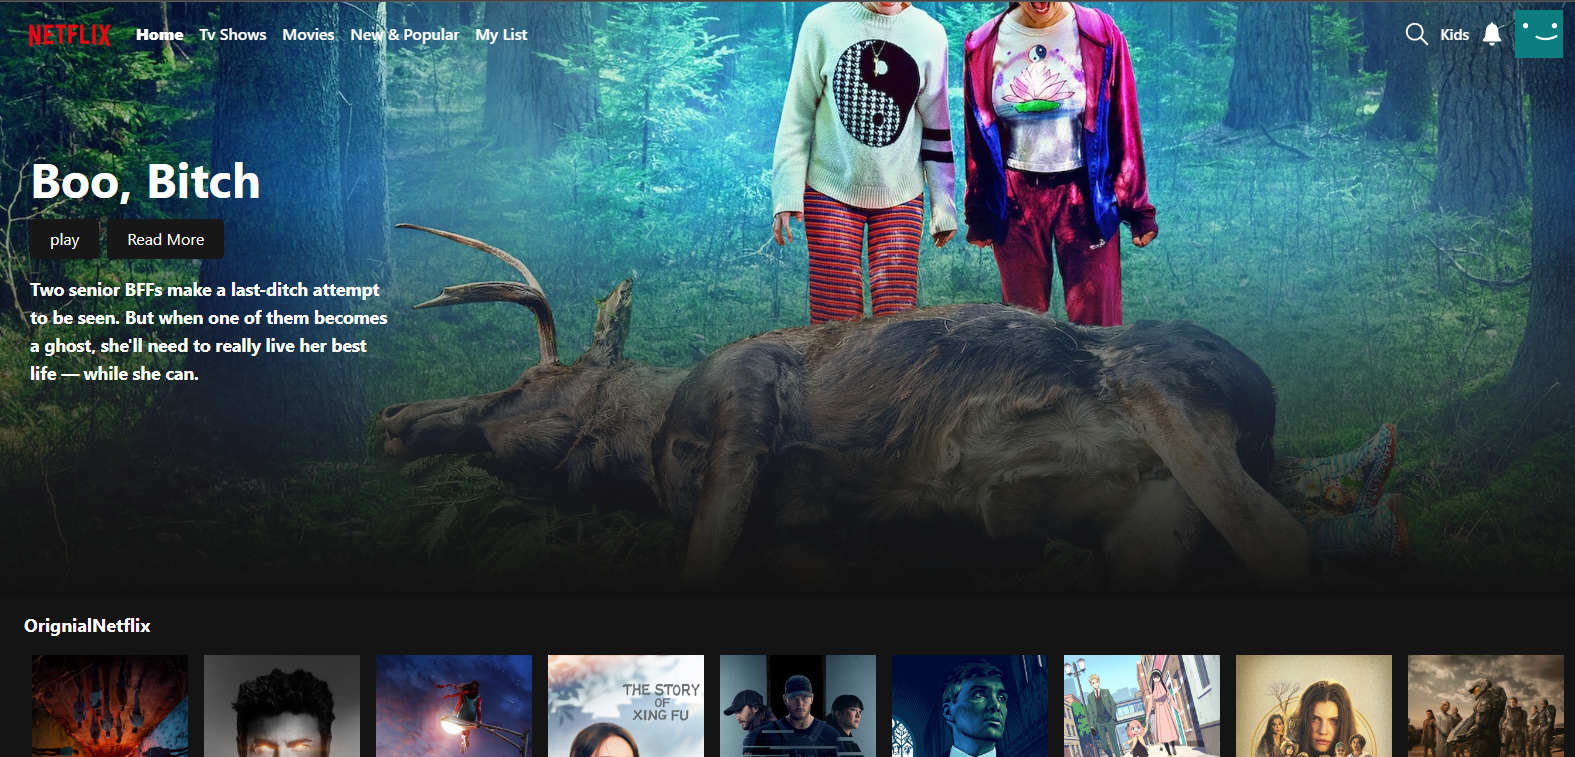 NETFLIX Home Tv Shows Movies New & Popular My List Kids
Boo, Bitch
play Read More
Two senior BFFs make a last-ditch attempt
to be seen. But when one of them becomes
a ghost, she'll need to really live her best
life — while she can.
OrignialNetflix
THE STORY
OF
XING FU